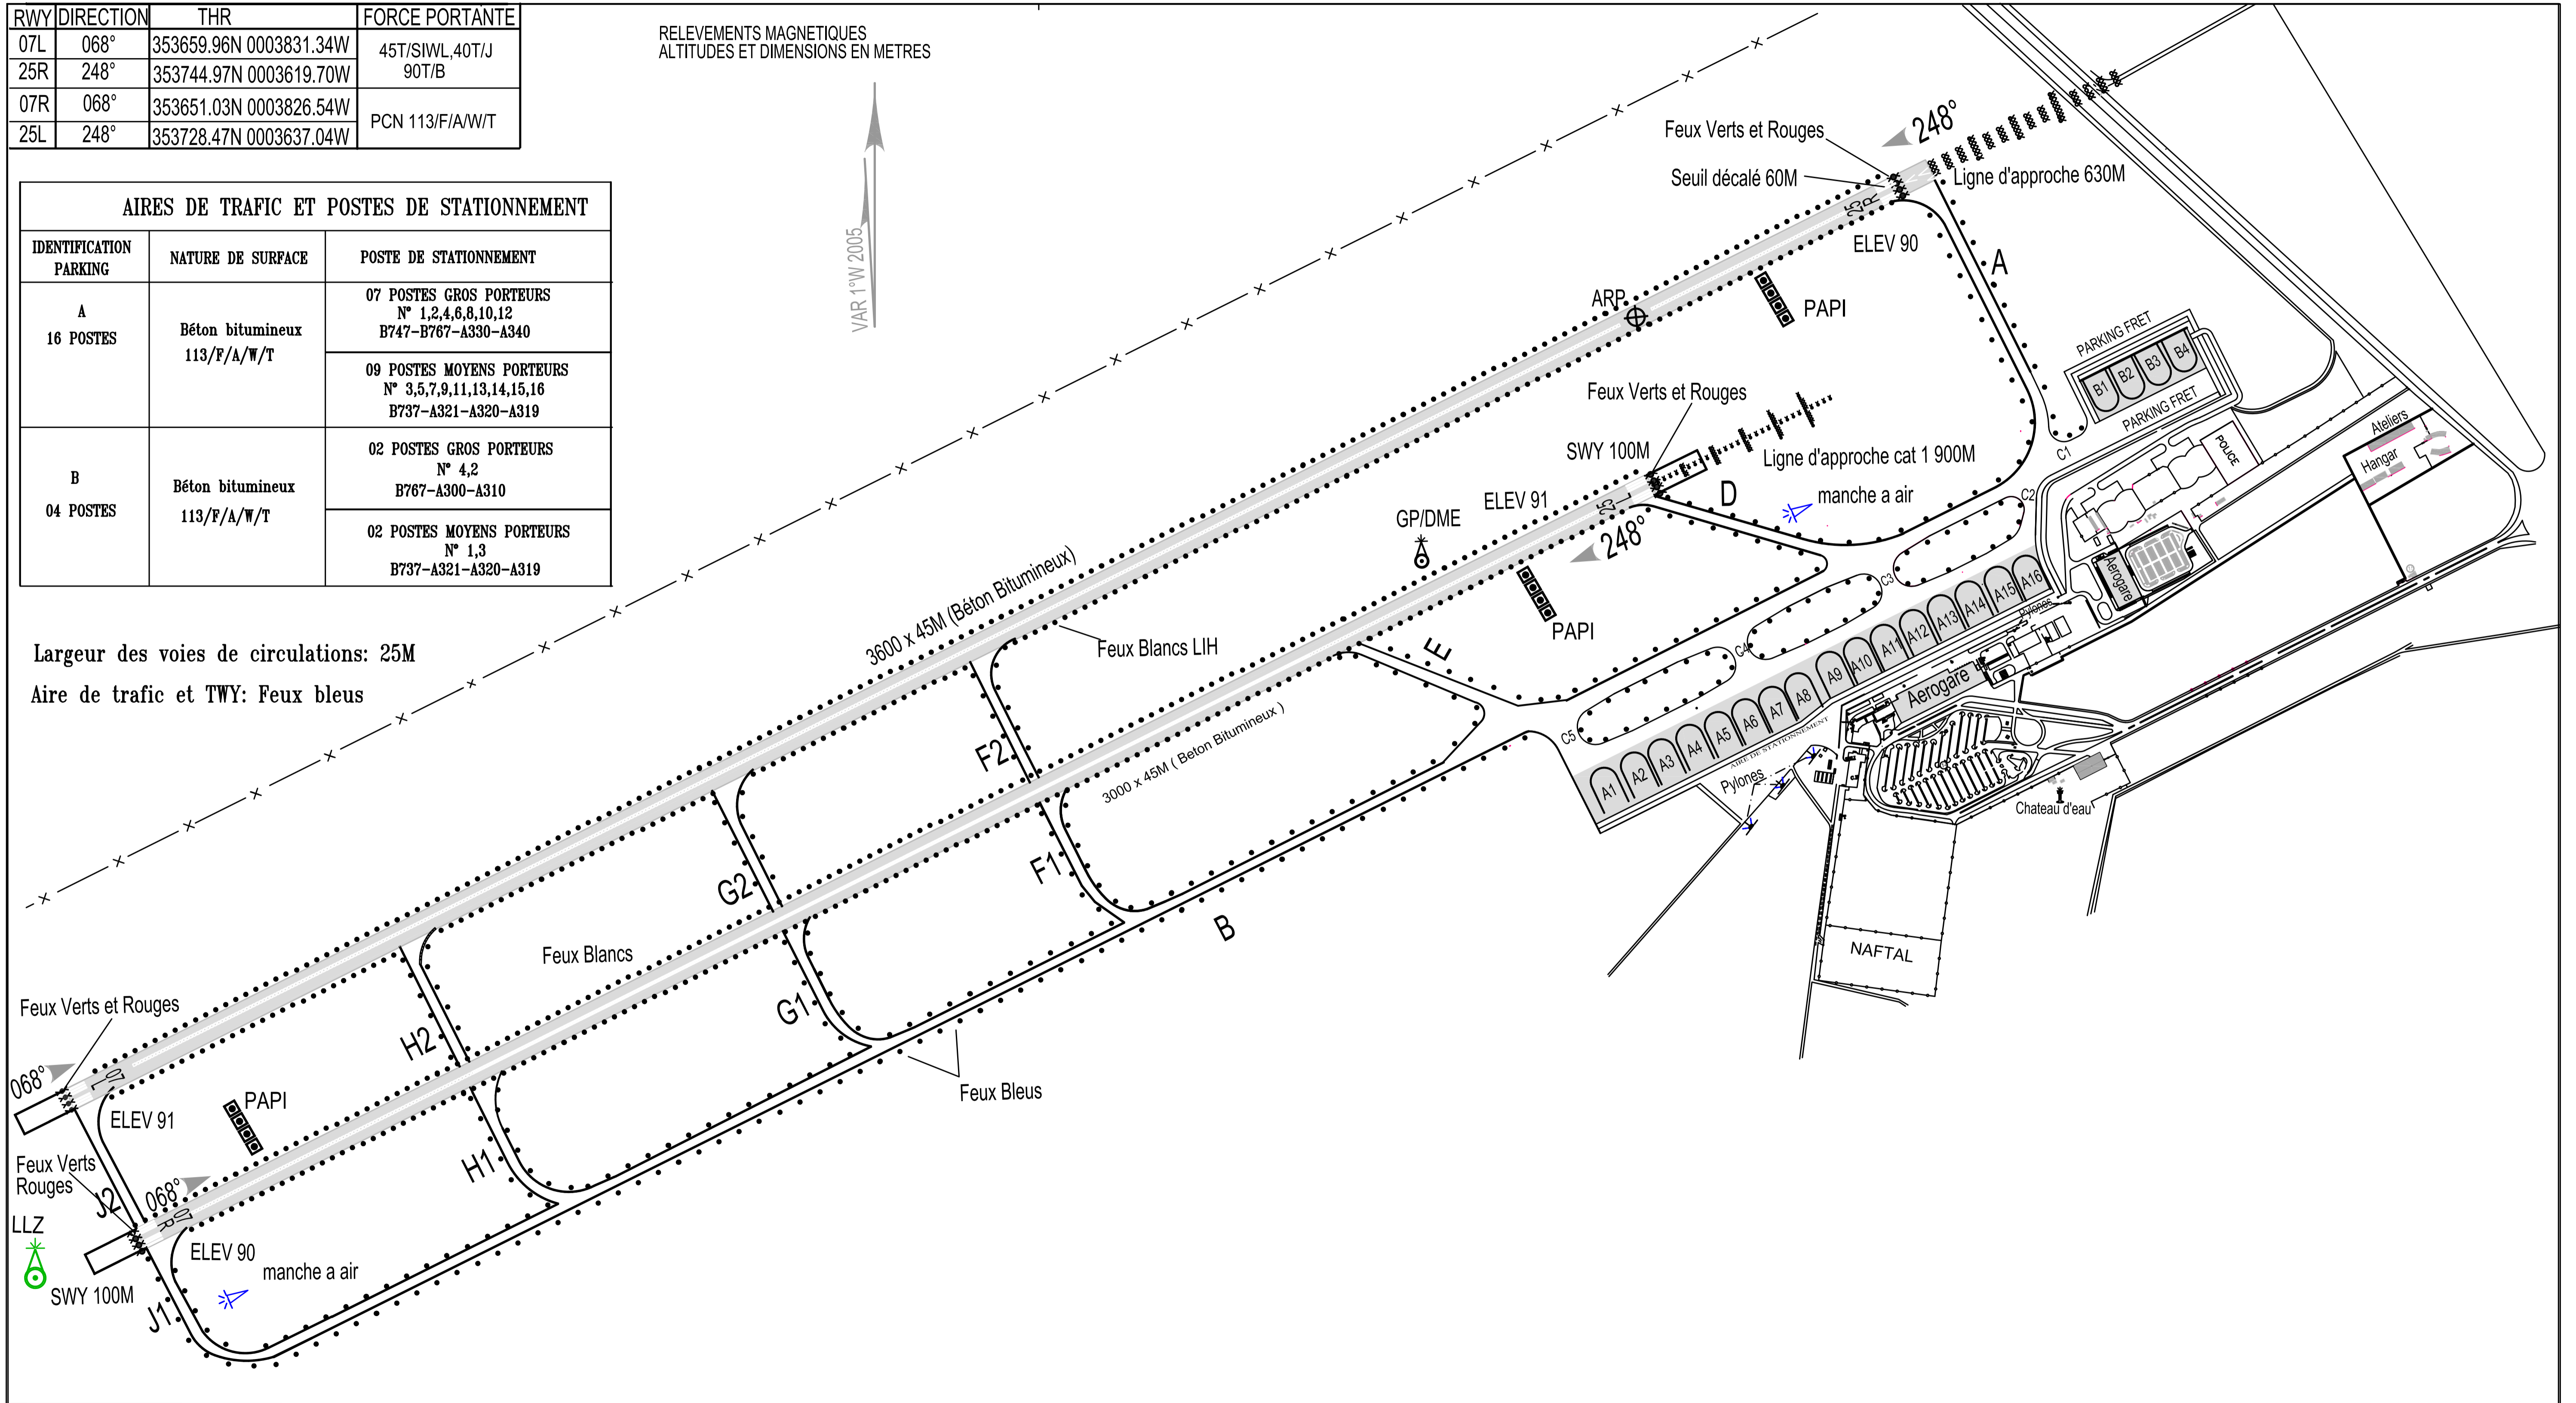 RWY DIRECTION THR FORCE PORTANTE
07L 068° 353659.96N 0003831.34W 45T/SIWL,40T/J
25R 248° 353744.97N 0003619.70W 90T/B
07R 068° 353651.03N 0003826.54W PCN 113/F/A/W/T
25L 248° 353728.47N 0003637.04W
RELEVEMENTS MAGNETIQUES
ALTITUDES ET DIMENSIONS EN METRES
VAR 1°W 2005
AIRES DE TRAFIC ET POSTES DE STATIONNEMENT
IDENTIFICATION PARKING
NATURE DE SURFACE
POSTE DE STATIONNEMENT
A
16 POSTES
Béton bitumineux
113/F/A/W/T
07 POSTES GROS PORTEURS
N° 1,2,4,6,8,10,12
B747-B767-A330-A340
09 POSTES MOYENS PORTEURS
N° 3,5,7,9,11,13,14,15,16
B737-A321-A320-A319
B
04 POSTES
Béton bitumineux
113/F/A/W/T
02 POSTES GROS PORTEURS
N° 4,2
B767-A300-A310
02 POSTES MOYENS PORTEURS
N° 1,3
B737-A321-A320-A319
Largeur des voies de circulations: 25M
Aire de trafic et TWY: Feux bleus
248°
Feux Verts et Rouges
Seuil décalé 60M
Ligne d'approche 630M
25
R
ELEV 90
A
ARP
PAPI
PARKING FRET
B1
B2
B3
B4
PARKING FRET
C1
POLICE
Ateliers
Hangar
Feux Verts et Rouges
SWY 100M
Ligne d'approche cat 1 900M
D
manche a air
C2
GP/DME
ELEV 91
25
L
248°
PAPI
C3
C4
C5
E
Aerogare
Pylones
A1
A2
A3
A4
A5
A6
A7
A8
A9
A10
A11
A12
A13
A14
A15
A16
AIRE DE STATIONNEMENT
Aerogare
Pylones
Chateau d'eau
NAFTAL
3600 x 45M (Béton Bitumineux)
Feux Blancs LIH
3000 x 45M ( Beton Bitumineux )
F2
F1
G2
G1
B
Feux Blancs
H2
H1
Feux Bleus
Feux Verts et Rouges
068°
07
L
ELEV 91
PAPI
Feux Verts
Rouges
J2
068°
07
R
LLZ
ELEV 90
manche a air
SWY 100M
J1